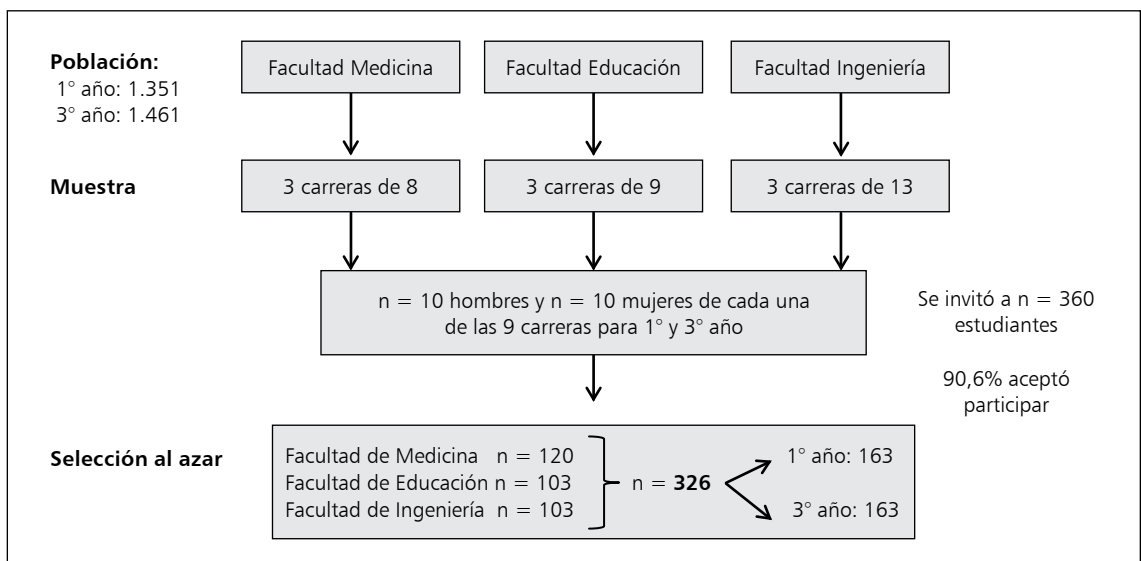 Población:
1° año: 1.351
3° año: 1.461
Facultad Medicina
Facultad Educación
Facultad Ingeniería
Muestra
3 carreras de 8
3 carreras de 9
3 carreras de 13
n = 10 hombres y n = 10 mujeres de cada una
de las 9 carreras para 1° y 3° año
Se invitó a n = 360
estudiantes
90,6% aceptó
participar
Selección al azar
Facultad de Medicina n = 120
Facultad de Educación n = 103
Facultad de Ingeniería n = 103
n = 326
1° año: 163
3° año: 163